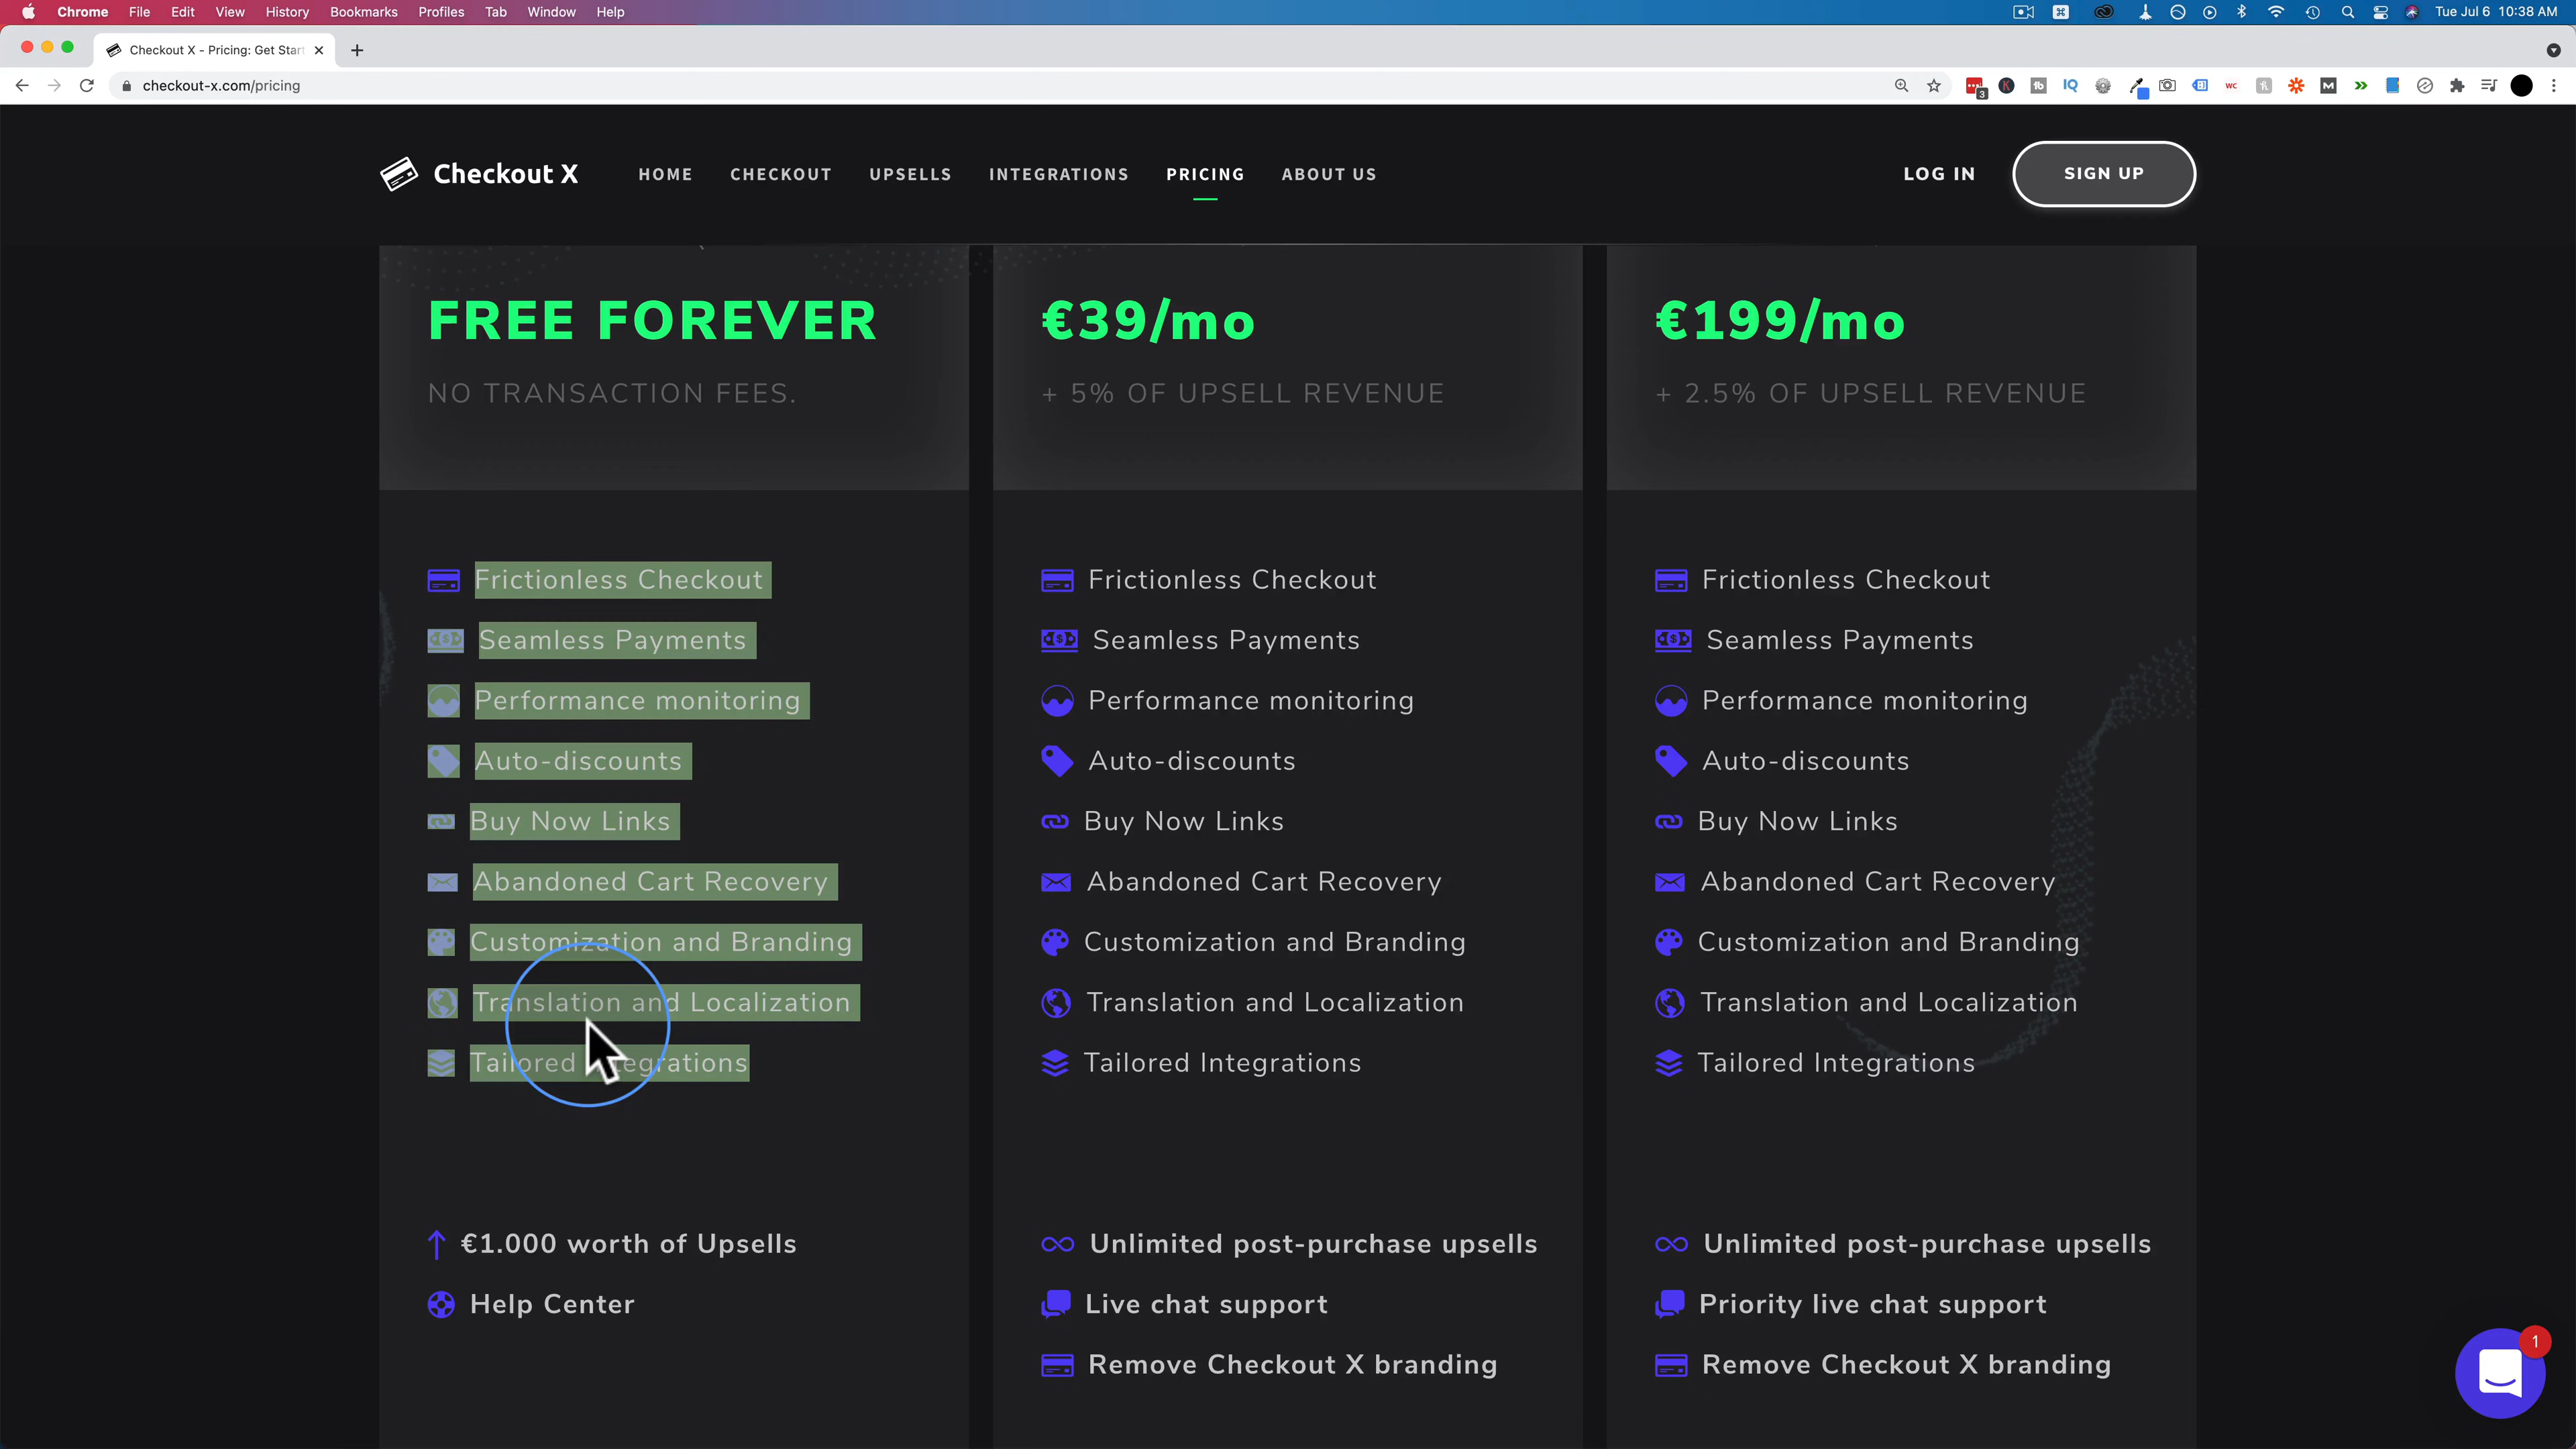 Chrome File Edit View History Bookmarks Profiles Tab Window Help
Tue Jul 6 10:38 AM
Checkout X - Pricing: Get Start
checkout-x.com/pricing
3
IQ
tb
WC
M
Checkout X
HOME CHECKOUT UPSELLS INTEGRATIONS PRICING ABOUT US
LOG IN SIGN UP
FREE FOREVER
NO TRANSACTION FEES.
Frictionless Checkout
Seamless Payments
Performance monitoring
Auto-discounts
Buy Now Links
Abandoned Cart Recovery
Customization and Branding
Translation and Localization
Tailored Integrations
€1.000 worth of Upsells
Help Center
€39/mo
+ 5% OF UPSELL REVENUE
Frictionless Checkout
Seamless Payments
Performance monitoring
Auto-discounts
Buy Now Links
Abandoned Cart Recovery
Customization and Branding
Translation and Localization
Tailored Integrations
Unlimited post-purchase upsells
Live chat support
Remove Checkout X branding
€199/mo
+ 2.5% OF UPSELL REVENUE
Frictionless Checkout
Seamless Payments
Performance monitoring
Auto-discounts
Buy Now Links
Abandoned Cart Recovery
Customization and Branding
Translation and Localization
Tailored Integrations
Unlimited post-purchase upsells
Priority live chat support
Remove Checkout X branding
1